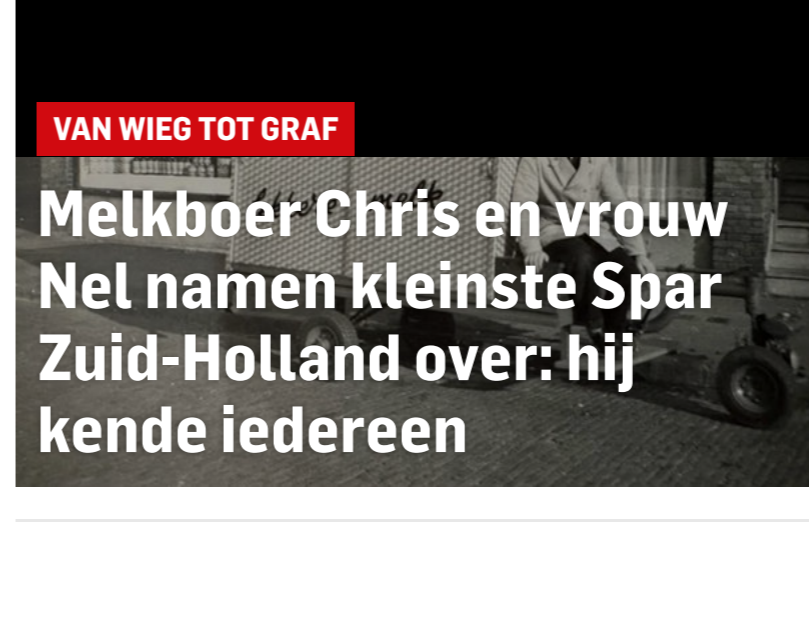 VAN WIEG TOT GRAF
Melkboer Chris en vrouw
Nel namen kleinste Spar
Zuid-Holland over: hij
kende iedereen